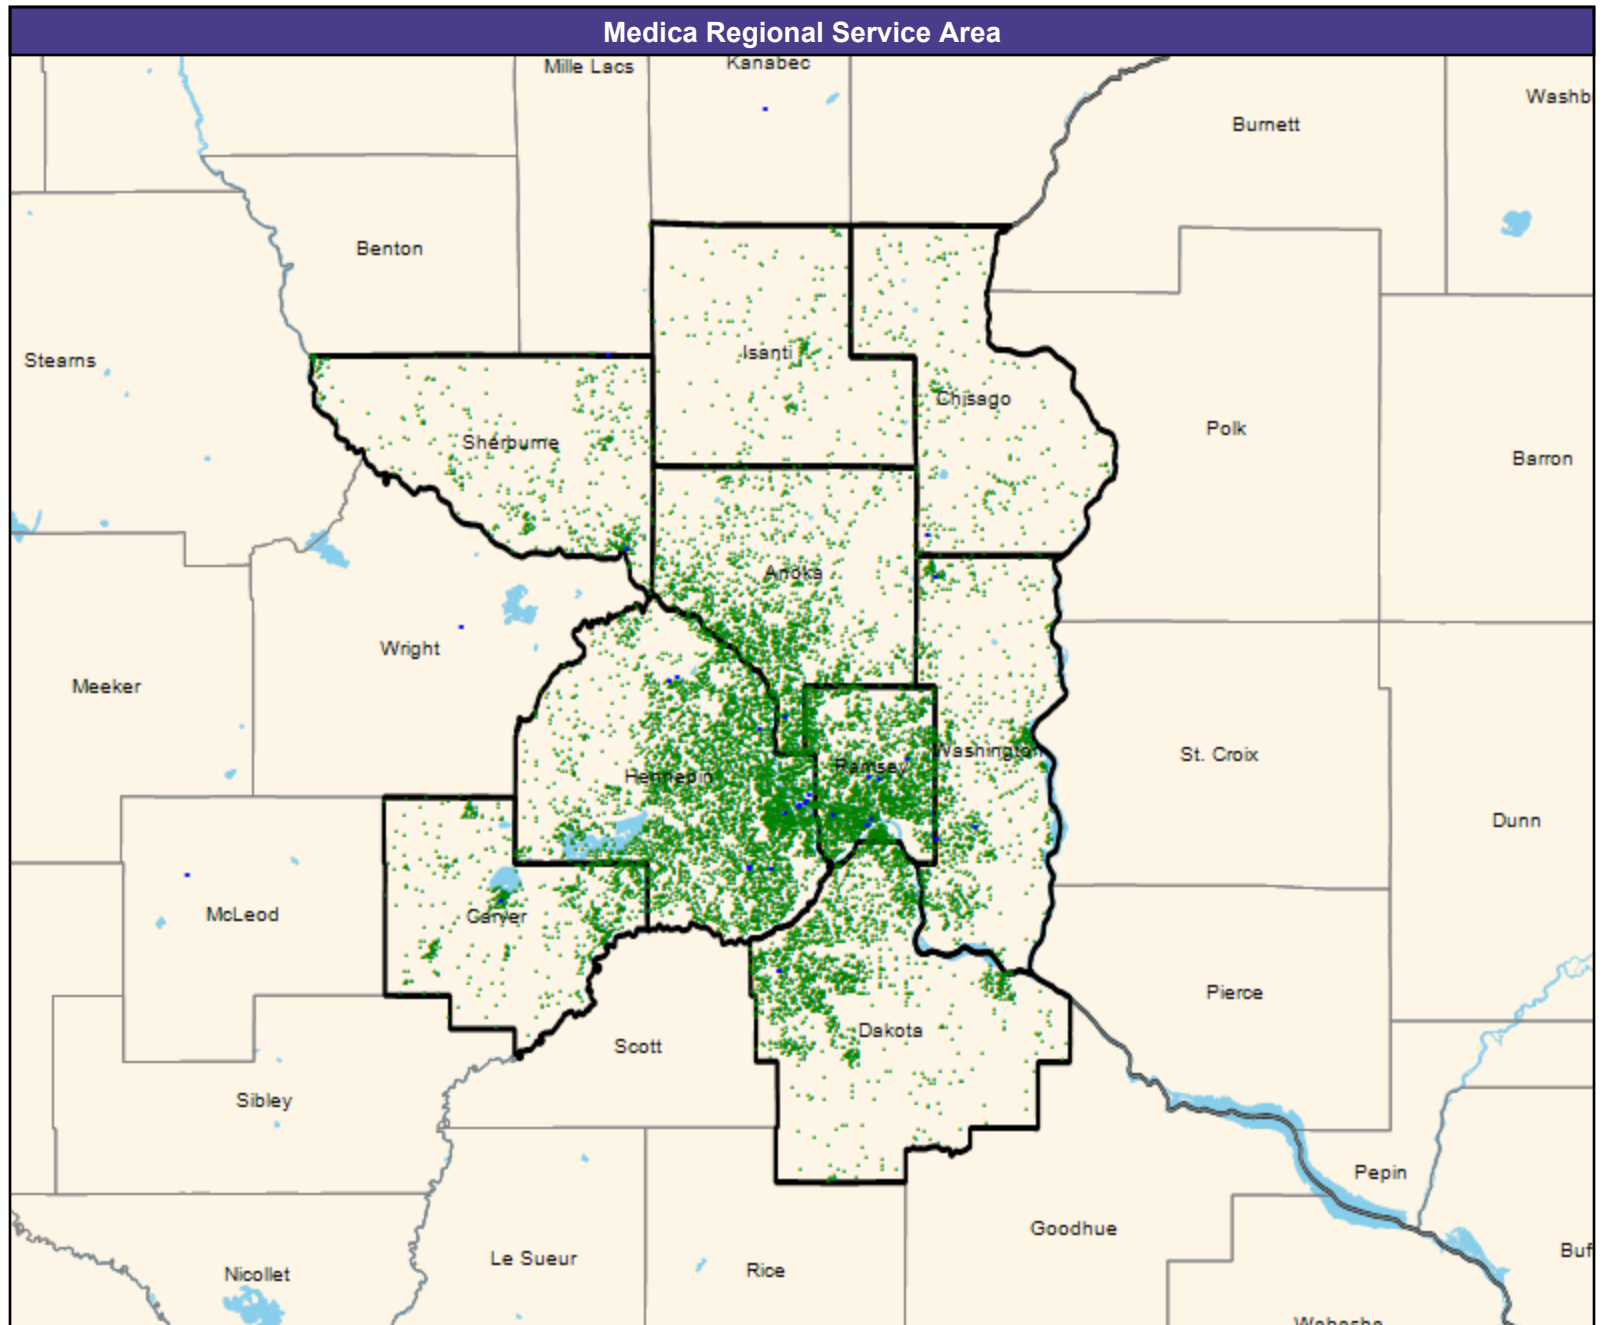 Medica Regional Service Area
Mille Lacs
Kanabec
Washb
Burnett
Benton
Isanti
Stearns
Chisago
Polk
Sherburne
Barron
Anoka
Wright
Meeker
Washington
St. Croix
Ramsey
Hennepin
Dunn
McLeod
Carver
Pierce
Dakota
Scott
Sibley
Pepin
Goodhue
Buf
Le Sueur
Rice
Nicollet